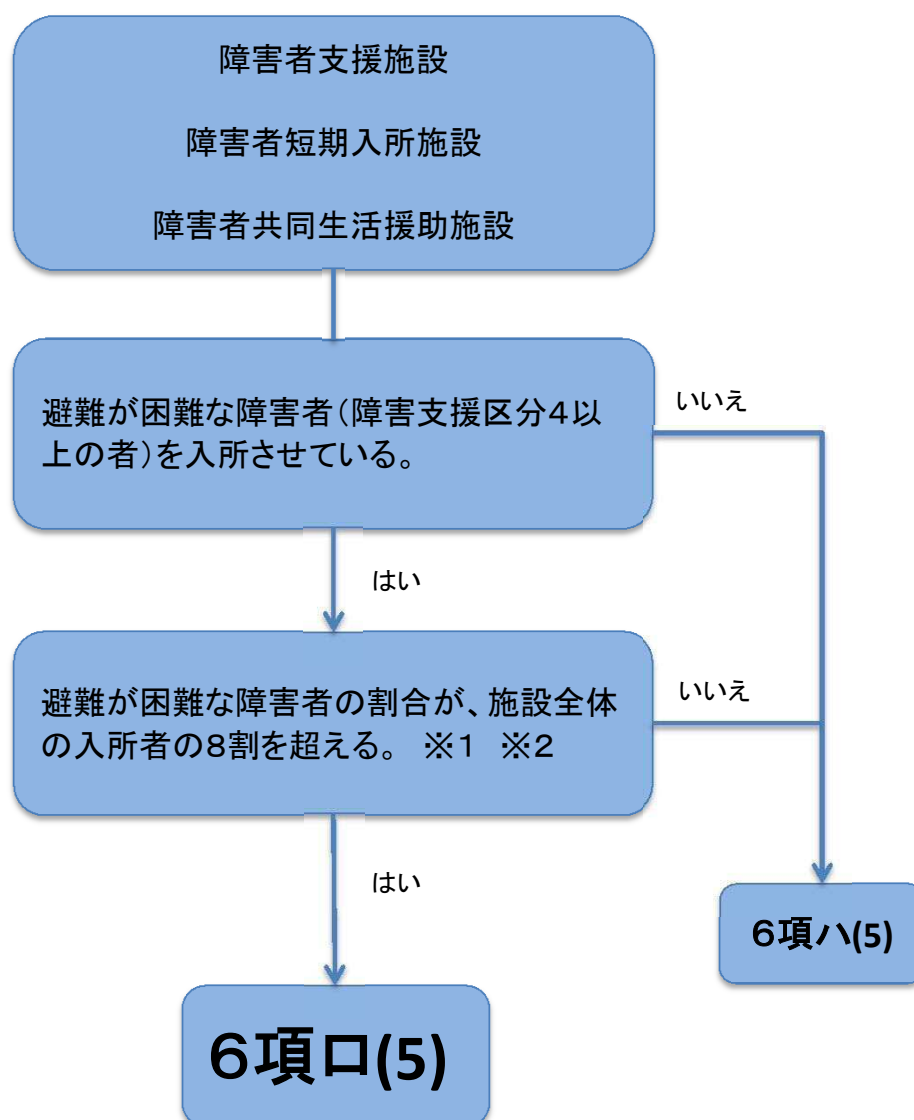 障害者支援施設
障害者短期入所施設
障害者共同生活援助施設
避難が困難な障害者(障害支援区分４以
上の者)を入所させている。
いいえ
はい
避難が困難な障害者の割合が、施設全体
の入所者の８割を超える。 ※１ ※２
いいえ
はい
６項ハ(5)
６項ロ(5)